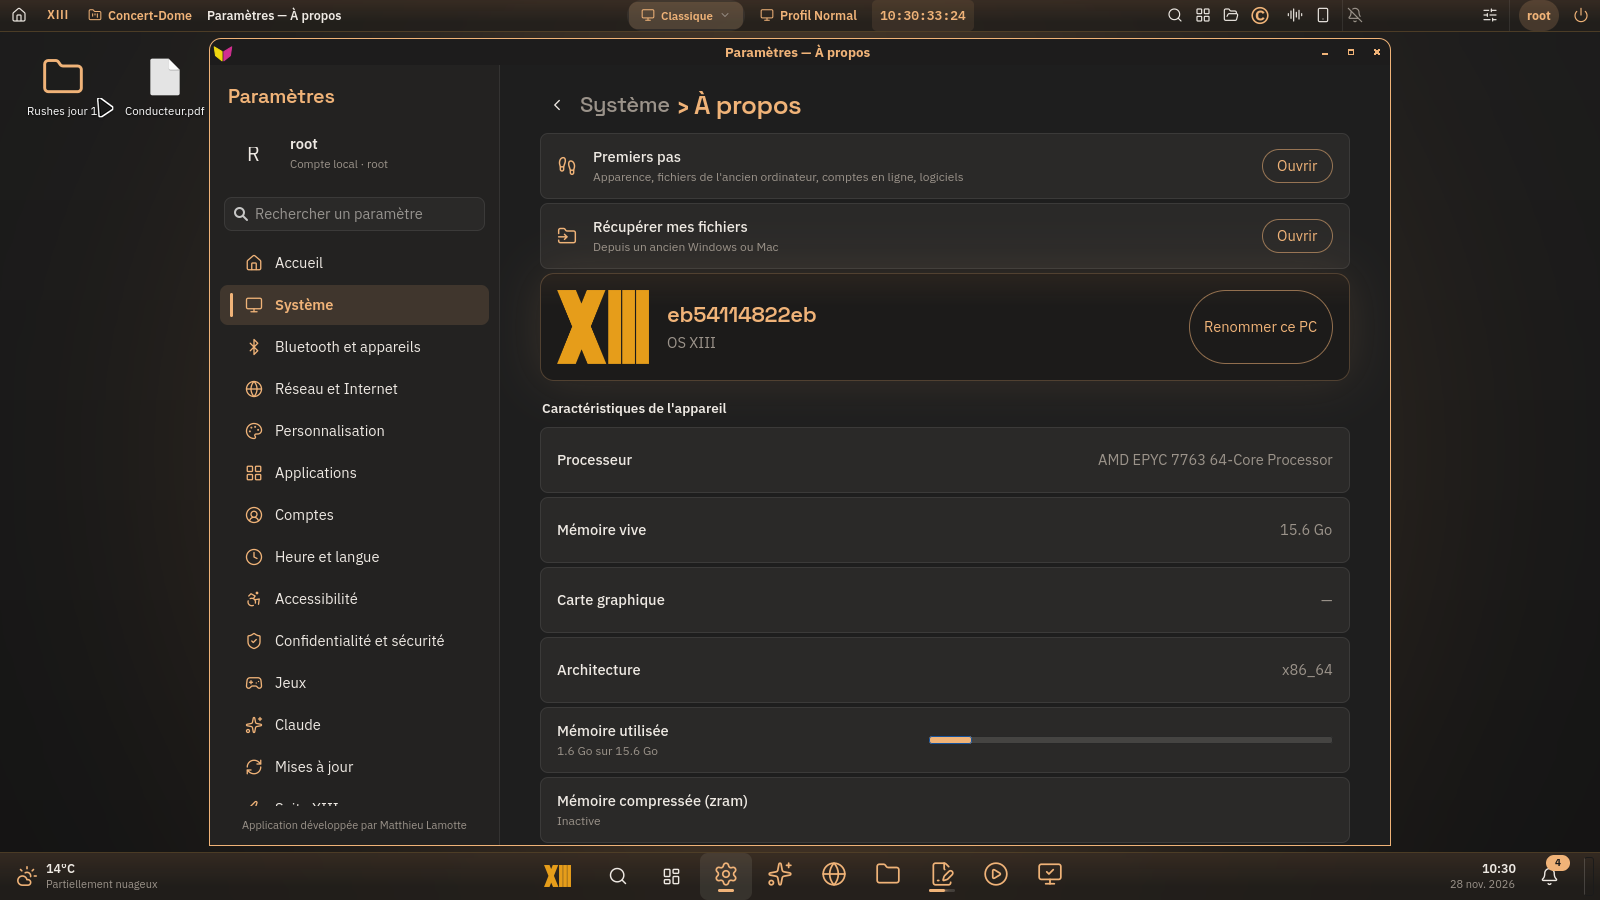 XIII Concert-Dome Paramètres — À propos Classique Profil Normal 10:30:33:24 root
Paramètres — À propos
Rushes jour 1
Conducteur.pdf
Paramètres
R
root
Compte local · root
Rechercher un paramètre
Accueil
Système
Bluetooth et appareils
Réseau et Internet
Personnalisation
Applications
Comptes
Heure et langue
Accessibilité
Confidentialité et sécurité
Jeux
Claude
Mises à jour
Suite XIII
Application développée par Matthieu Lamotte
Système > À propos
Premiers pas
Apparence, fichiers de l'ancien ordinateur, comptes en ligne, logiciels
Ouvrir
Récupérer mes fichiers
Depuis un ancien Windows ou Mac
Ouvrir
XIII
eb54114822eb
OS XIII
Renommer ce PC
Caractéristiques de l'appareil
Processeur
AMD EPYC 7763 64-Core Processor
Mémoire vive
15.6 Go
Carte graphique
—
Architecture
x86_64
Mémoire utilisée
1.6 Go sur 15.6 Go
Mémoire compressée (zram)
Inactive
14°C
Partiellement nuageux
XIII
10:30
28 nov. 2026
4